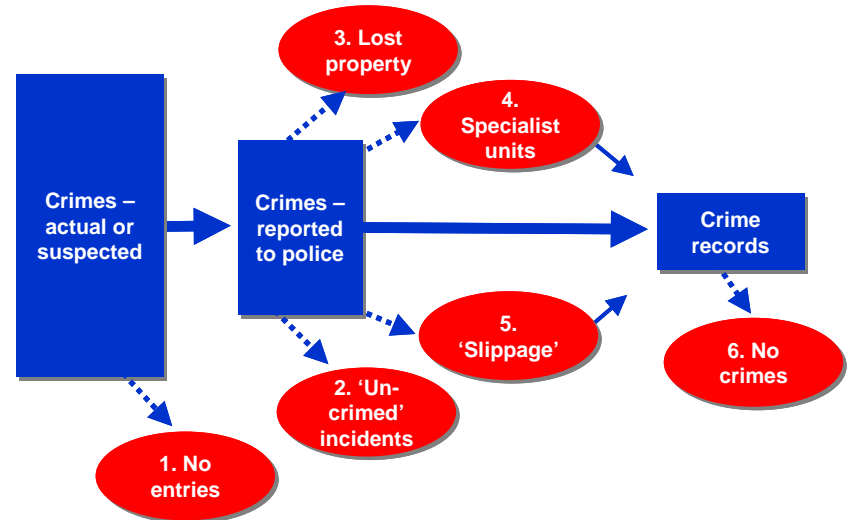 3. Lost
property
4.
Specialist
units
Crimes –
actual or
suspected
Crimes –
reported
to police
Crime
records
5.
‘Slippage’
6. No
crimes
2. ‘Un-
crimed’
incidents
1. No
entries